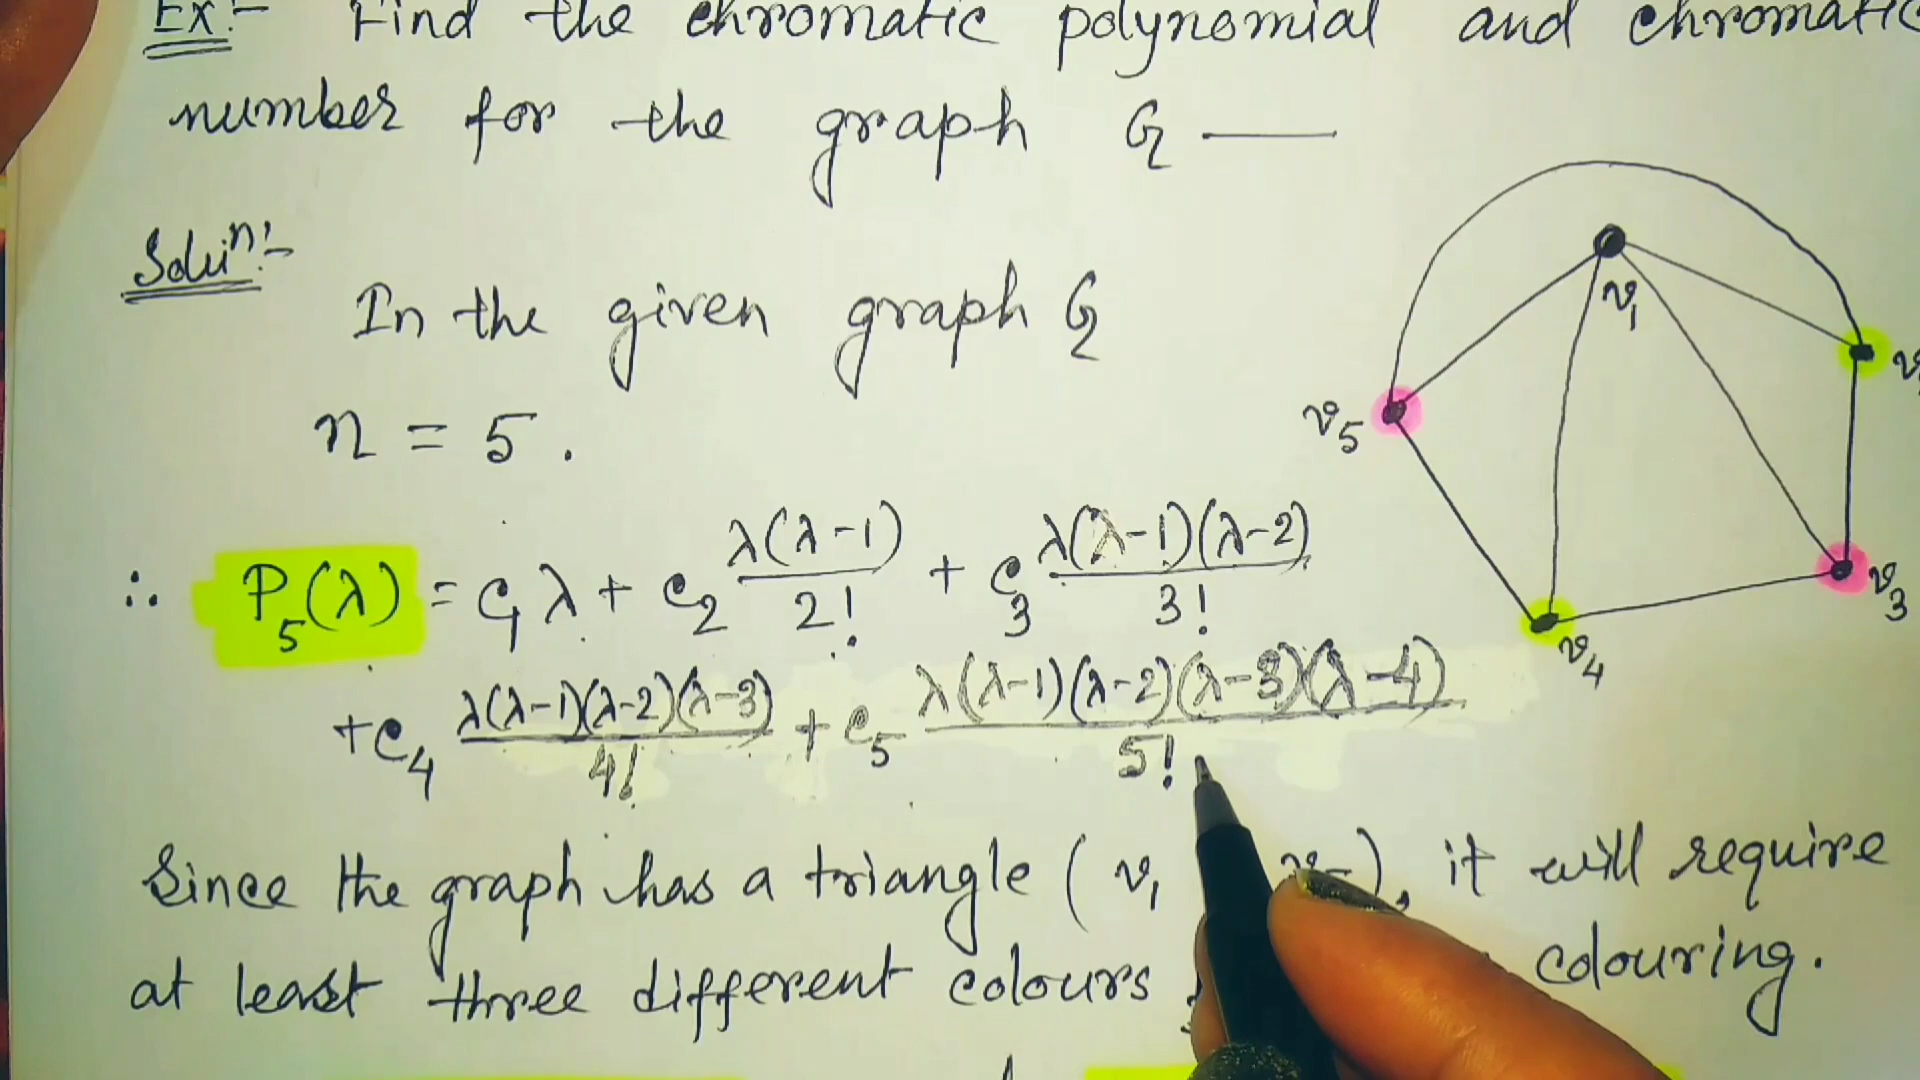 Ex:- Find the chromatic polynomial and chromatic
number for the graph G —
Soluⁿ:-
In the given graph G
n = 5.
∴ P₅(λ) = c₁λ + c₂ λ(λ-1)/2! + c₃ λ(λ-1)(λ-2)/3!
+ c₄ λ(λ-1)(λ-2)(λ-3)/4! + c₅ λ(λ-1)(λ-2)(λ-3)(λ-4)/5!
Since the graph has a triangle (v₁ ), it will require
at least three different colours colouring.
v₁
v₅
v₃
v₄